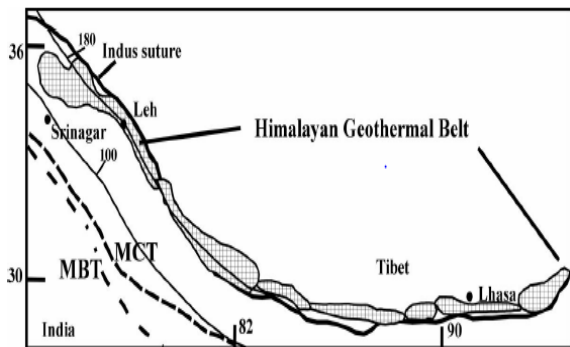 180
36
Indus suture
Leh
Srinagar
Himalayan Geothermal Belt
100
MCT
MBT
Tibet
30
Lhasa
India
82
90